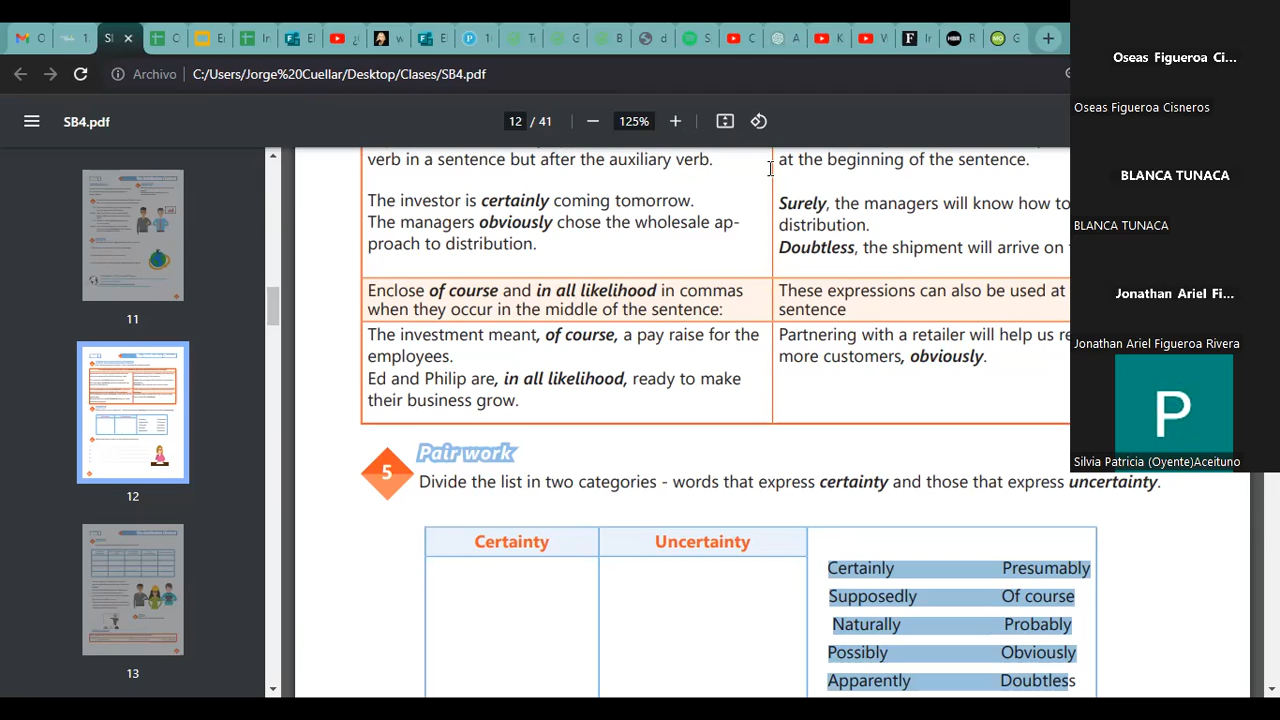 Archivo C:/Users/Jorge%20Cuellar/Desktop/Clases/SB4.pdf
SB4.pdf
12 / 41
125%
11
12
13
verb in a sentence but after the auxiliary verb.
The investor is certainly coming tomorrow.
The managers obviously chose the wholesale ap-
proach to distribution.
at the beginning of the sentence.
Surely, the managers will know how to
distribution.
Doubtless, the shipment will arrive on
Enclose of course and in all likelihood in commas
when they occur in the middle of the sentence:
These expressions can also be used at
sentence
The investment meant, of course, a pay raise for the
employees.
Ed and Philip are, in all likelihood, ready to make
their business grow.
Partnering with a retailer will help us
more customers, obviously.
5
Pair work
Divide the list in two categories - words that express certainty and those that express uncertainty.
Certainty Uncertainty
Certainly Presumably
Supposedly Of course
Naturally Probably
Possibly Obviously
Apparently Doubtless
Oseas Figueroa Ci...
Oseas Figueroa Cisneros
BLANCA TUNACA
BLANCA TUNACA
Jonathan Ariel Fi...
Jonathan Ariel Figueroa Rivera
P
Silvia Patricia (Oyente)Aceituno